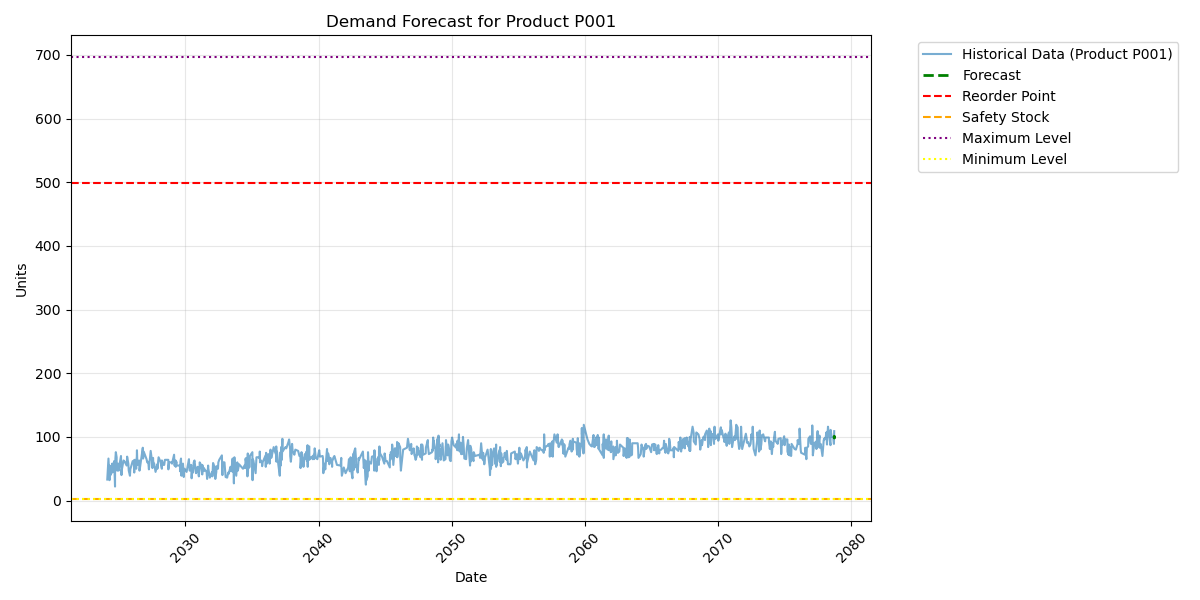 Demand Forecast for Product P001
Historical Data (Product P001)
Forecast
Reorder Point
Safety Stock
Maximum Level
Minimum Level
Units
700
600
500
400
300
200
100
0
2030
2040
2050
2060
2070
2080
Date